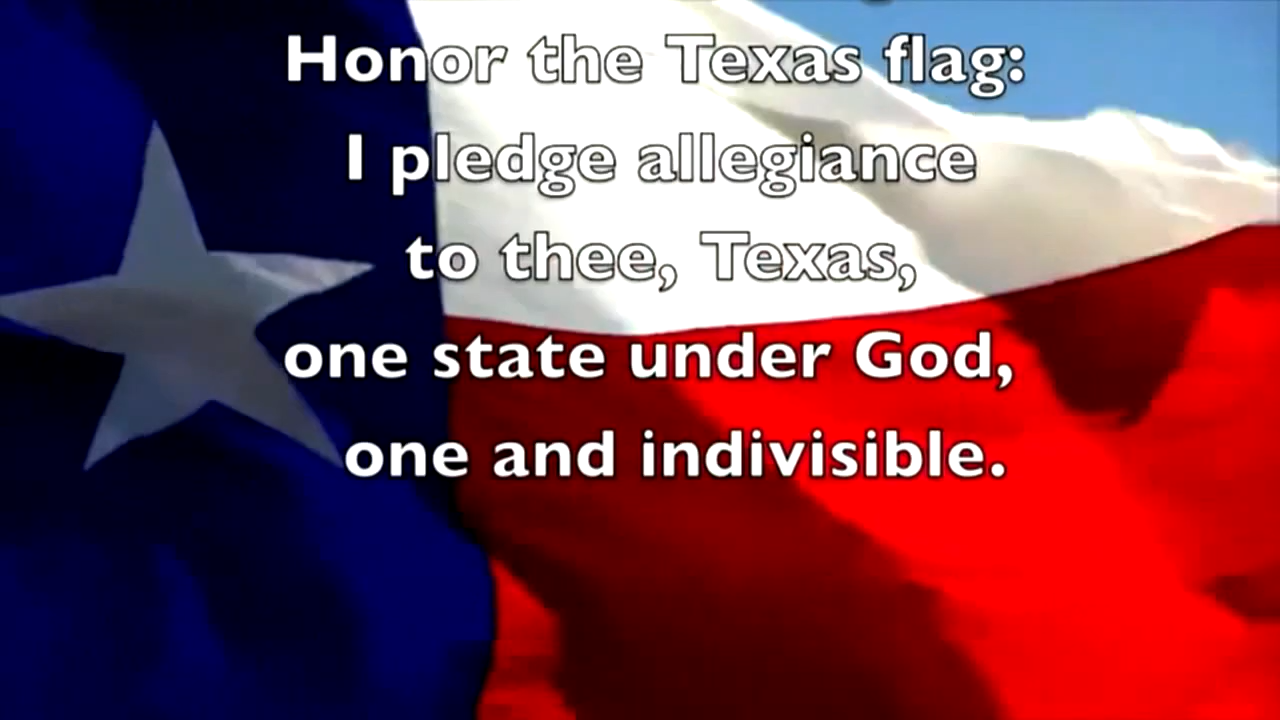 Honor the Texas flag:
I pledge allegiance
to thee, Texas,
one state under God,
one and indivisible.